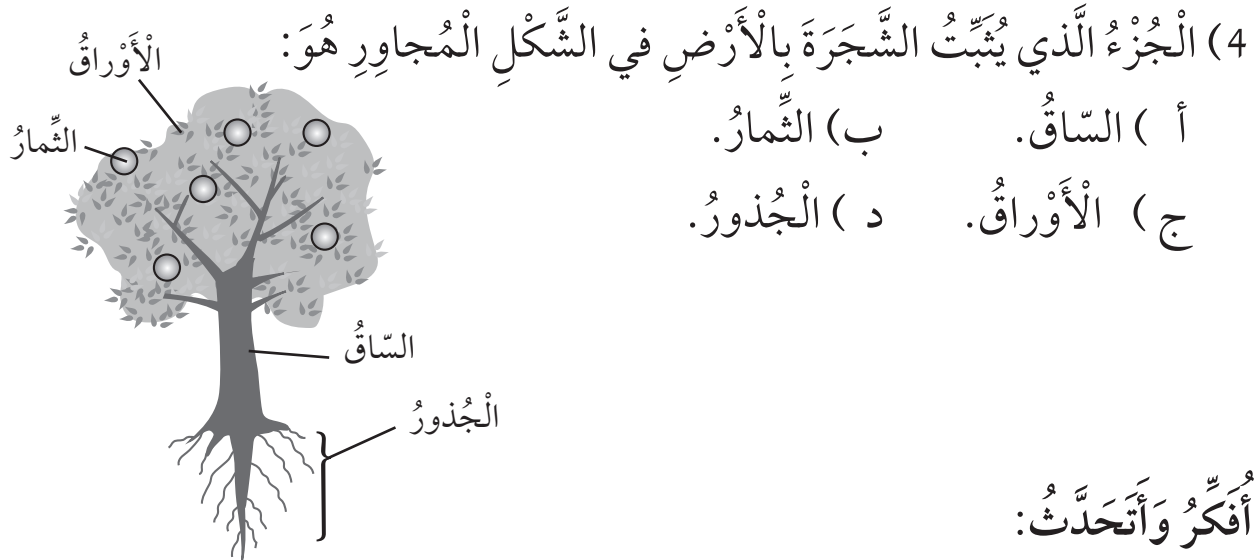 4) الْجُزْءُ الَّذي يُثَبِّتُ الشَّجَرَةَ بِالْأَرْضِ في الشَّكْلِ الْمُجاوِرِ هُوَ:
أ ) السّاقُ. ب) الثِّمارُ.
ج ) الْأَوْراقُ. د ) الْجُذورُ.
الْأَوْراقُ
الثِّمارُ
السّاقُ
الْجُذورُ
أُفَكِّرُ وَأَتَحَدَّثُ: